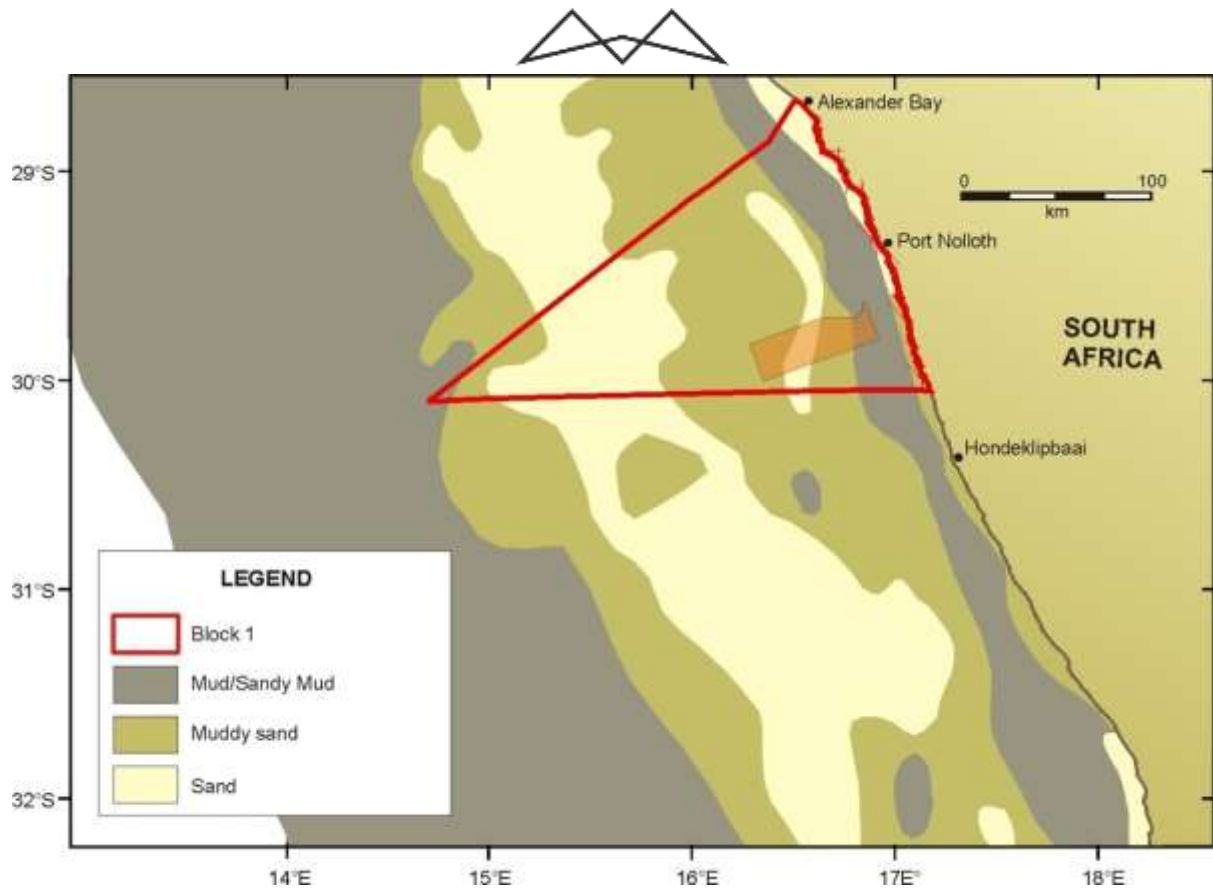 Alexander Bay
29°S
0 100
km
Port Nolloth
SOUTH
AFRICA
30°S
Hondeklipbaai
LEGEND
31°S
Block 1
Mud/Sandy Mud
Muddy sand
Sand
32°S
14°E 15°E 16°E 17E° 18°E